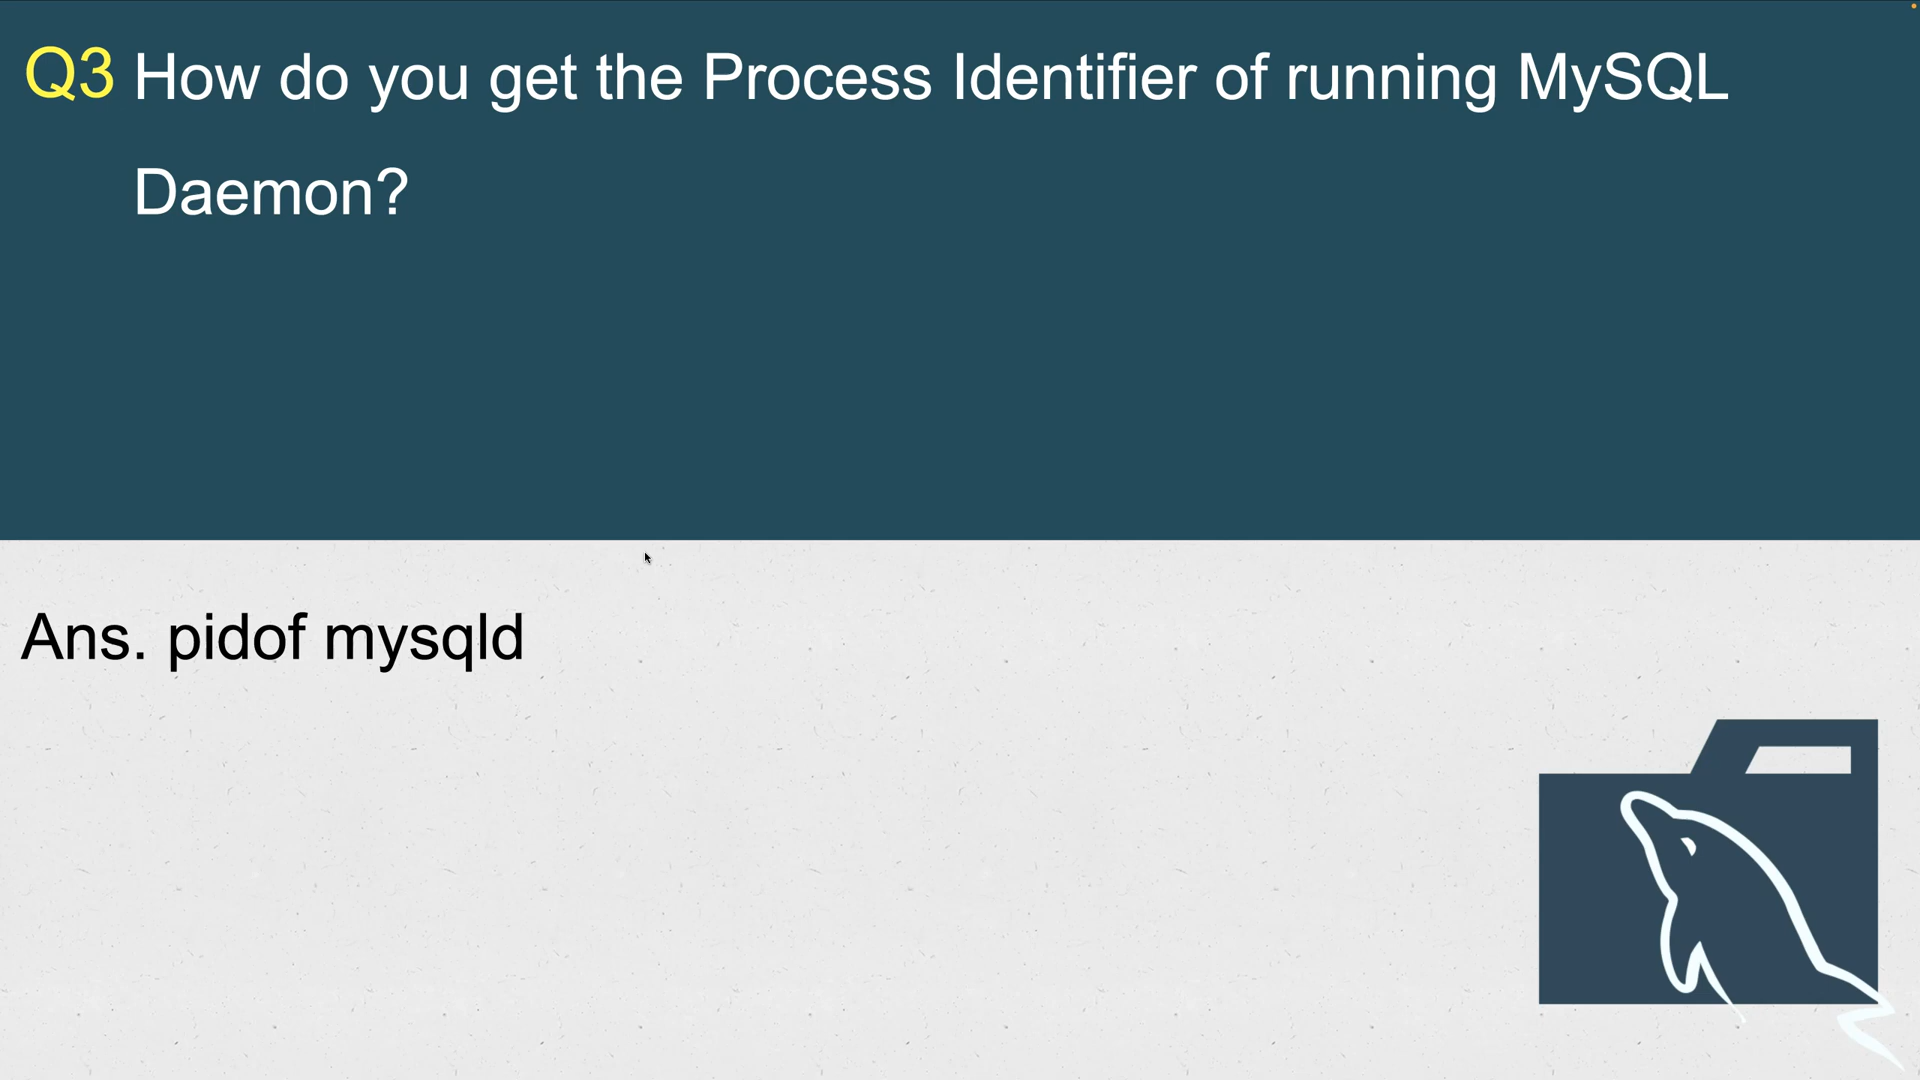 Q3 How do you get the Process Identifier of running MySQL
Daemon?
Ans. pidof mysqld